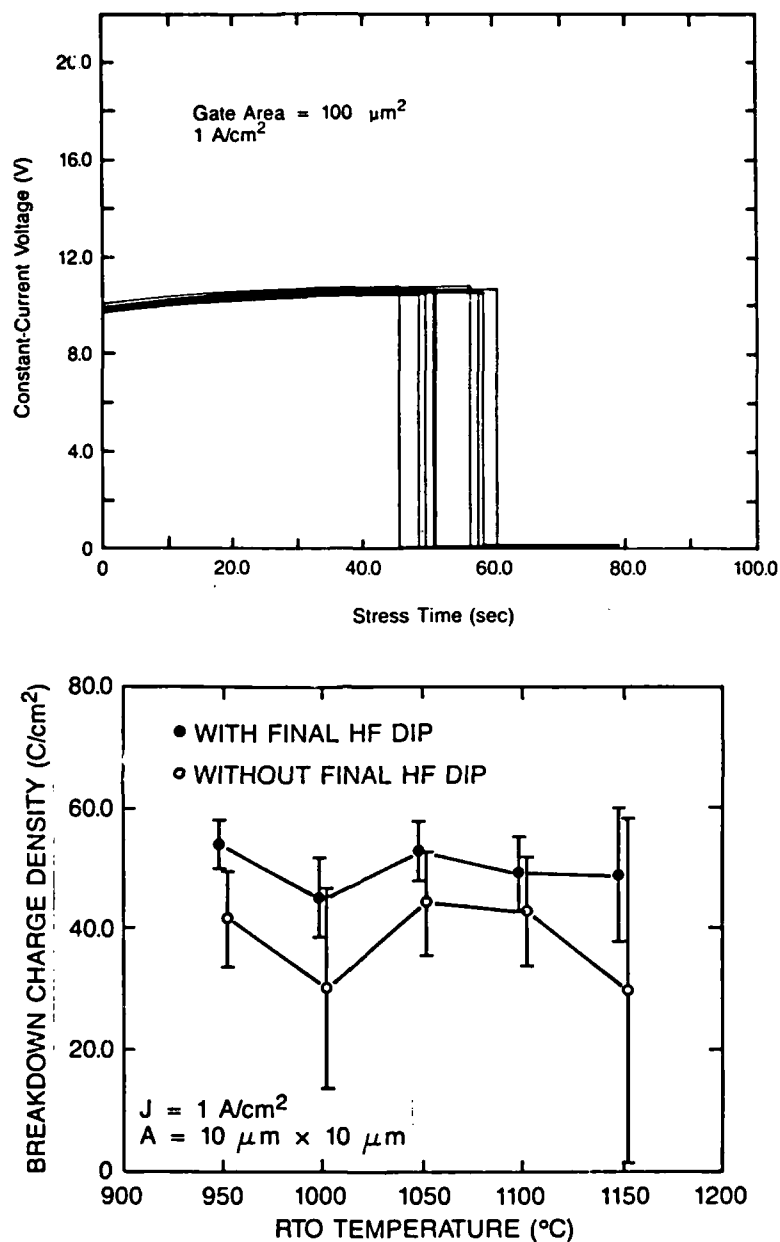 20.0
Gate Area = 100 μm²
1 A/cm²
16.0
12.0
8.0
4.0
0
Constant-Current Voltage (V)
0 20.0 40.0 60.0 80.0 100.0
Stress Time (sec)
80.0
● WITH FINAL HF DIP
○ WITHOUT FINAL HF DIP
60.0
40.0
20.0
J = 1 A/cm²
A = 10 μm × 10 μm
0
BREAKDOWN CHARGE DENSITY (C/cm²)
900 950 1000 1050 1100 1150 1200
RTO TEMPERATURE (°C)